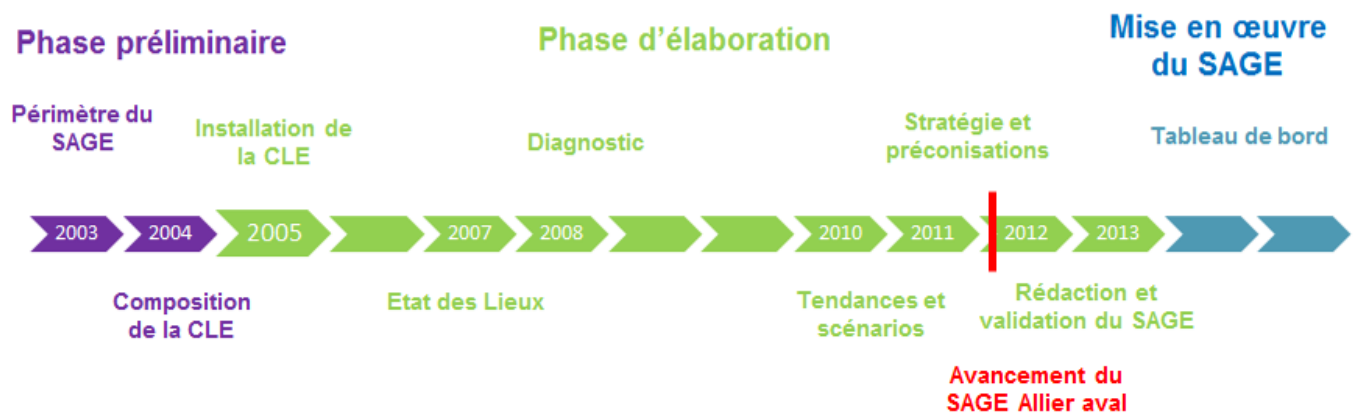 Phase préliminaire
Phase d'élaboration
Mise en œuvre
du SAGE
Périmètre du
SAGE
Installation de
la CLE
Diagnostic
Stratégie et
préconisations
Tableau de bord
2003
2004
2005
2007
2008
2010
2011
2012
2013
Composition
de la CLE
Etat des Lieux
Tendances et
scénarios
Rédaction et
validation du SAGE
Avancement du
SAGE Allier aval